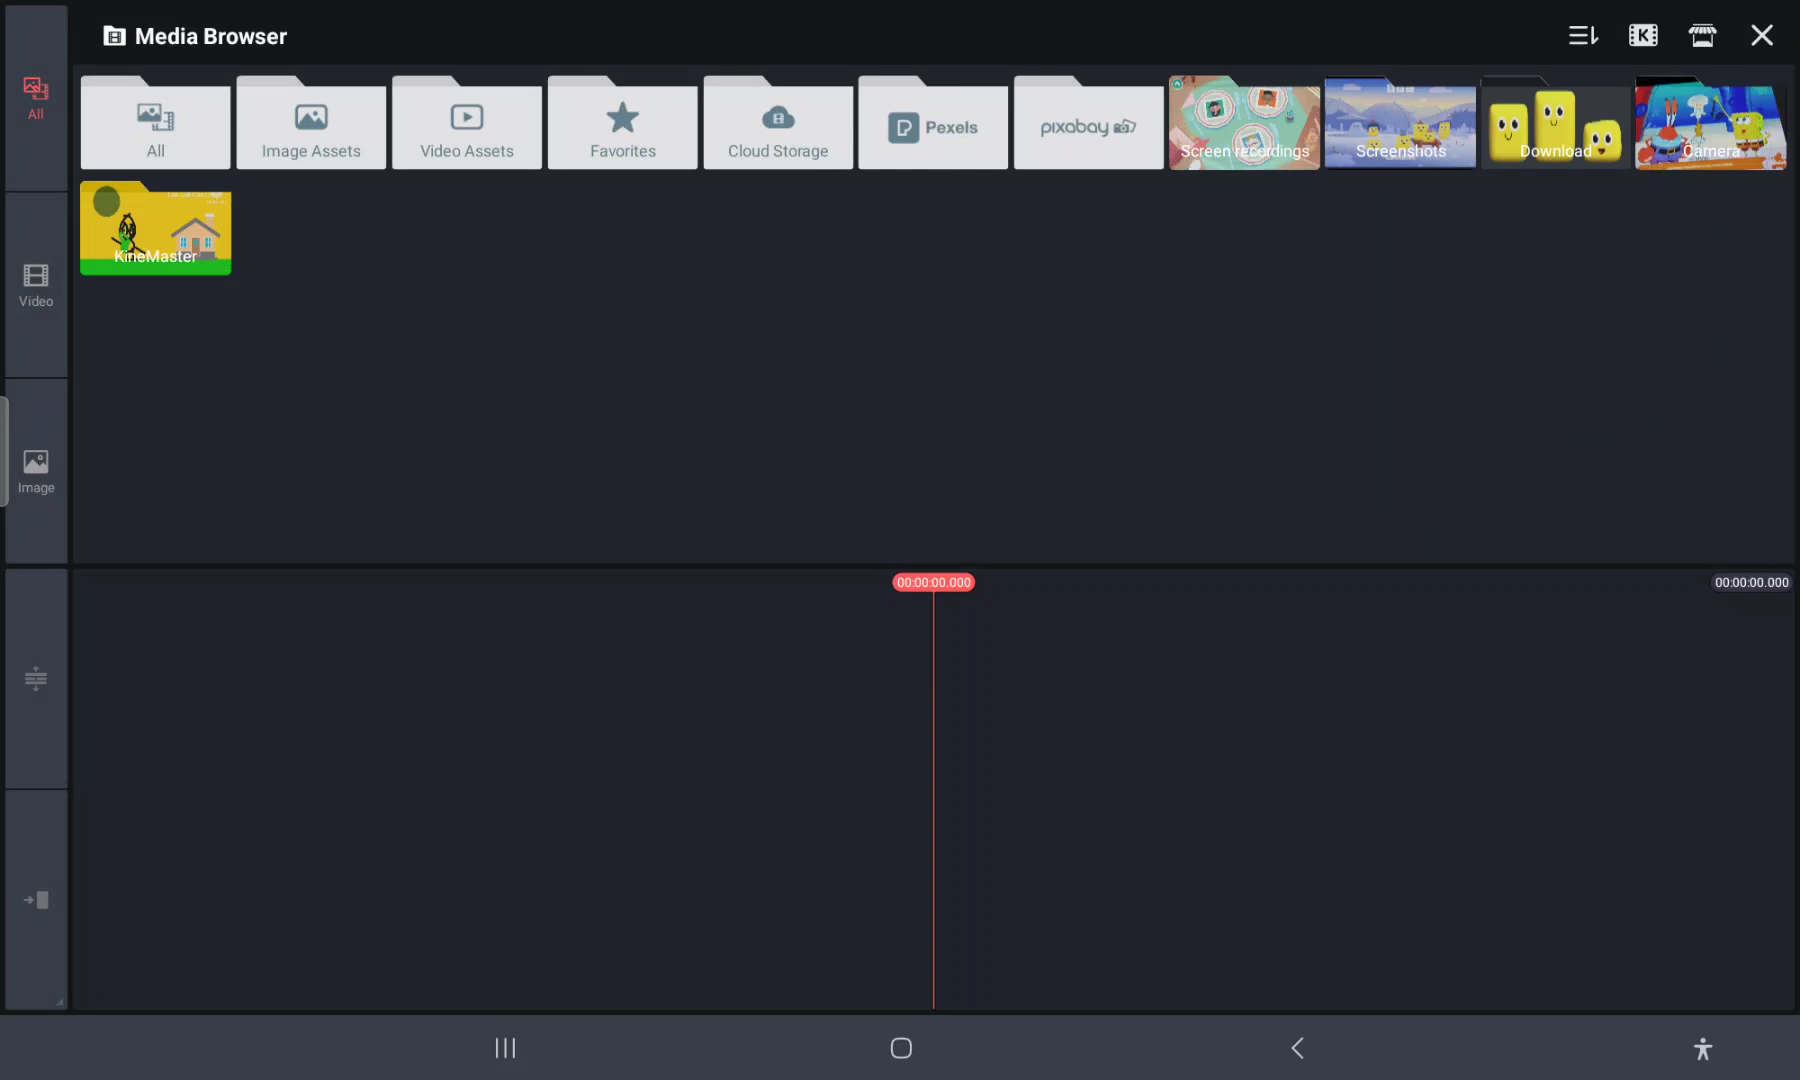 Media Browser
All
Video
Image
All
Image Assets
Video Assets
Favorites
Cloud Storage
Pexels
pixabay
Screen recordings
Screenshots
Download
Camera
KineMaster
00:00:00.000
00:00:00.000
K